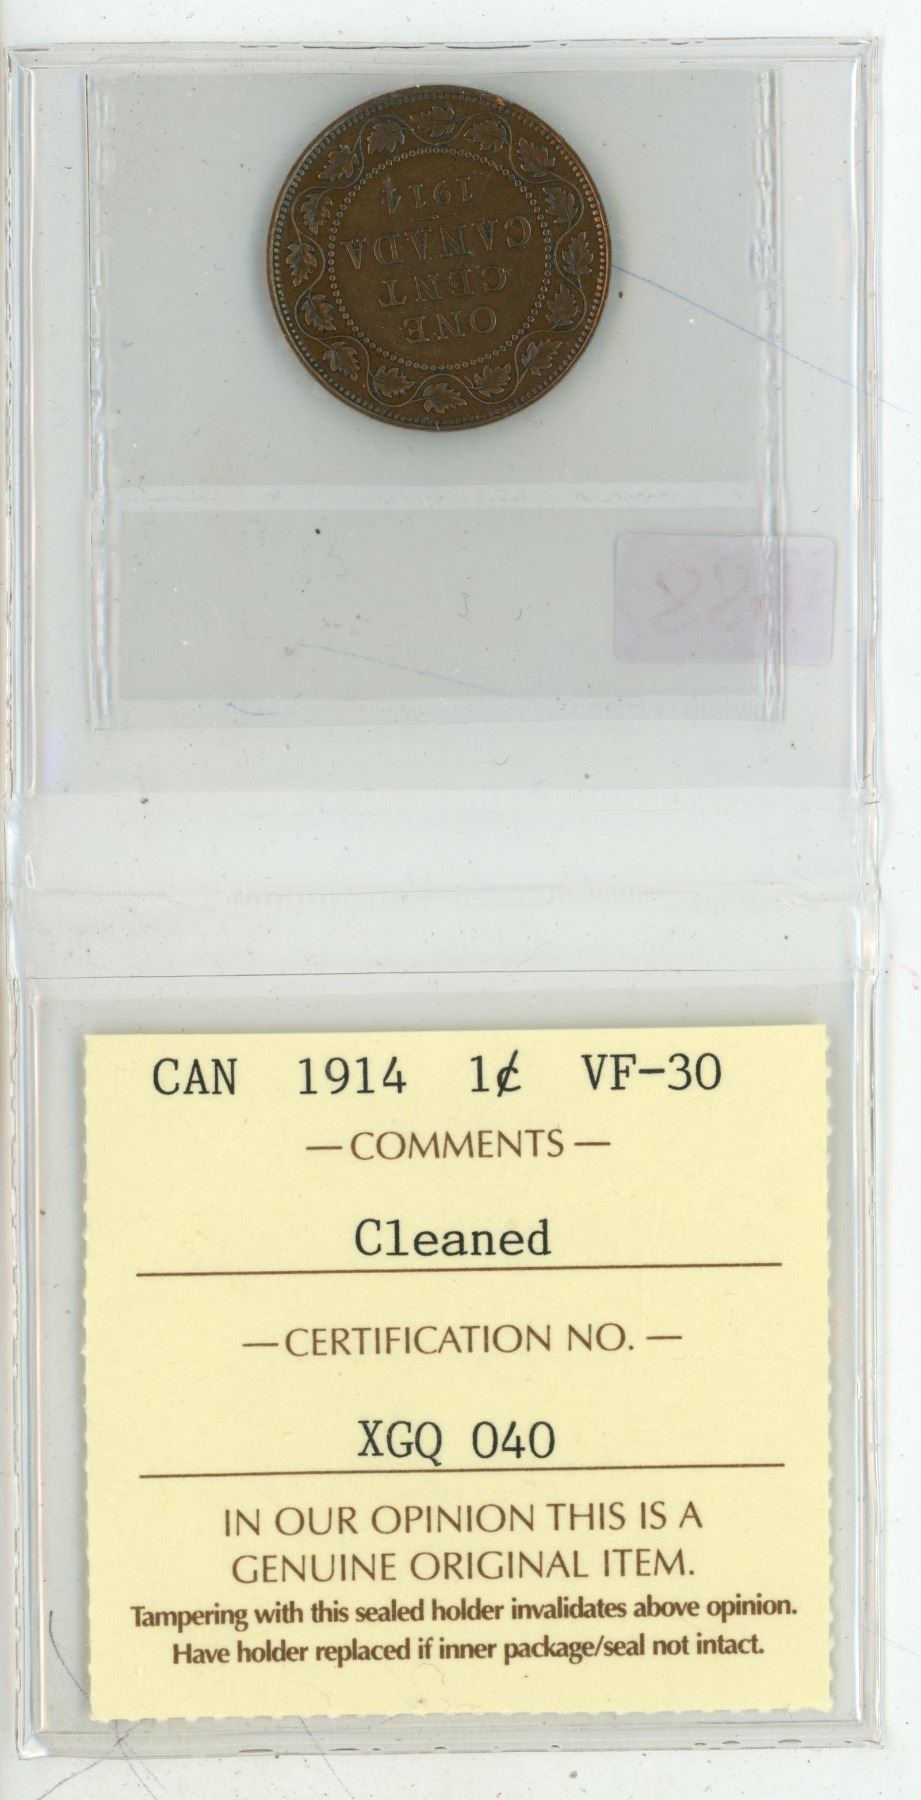 ONE
CENT
CANADA
1914
88
CAN 1914 1¢ VF-30
— COMMENTS —
Cleaned
— CERTIFICATION NO. —
XGQ 040
IN OUR OPINION THIS IS A
GENUINE ORIGINAL ITEM.
Tampering with this sealed holder invalidates above opinion.
Have holder replaced if inner package/seal not intact.